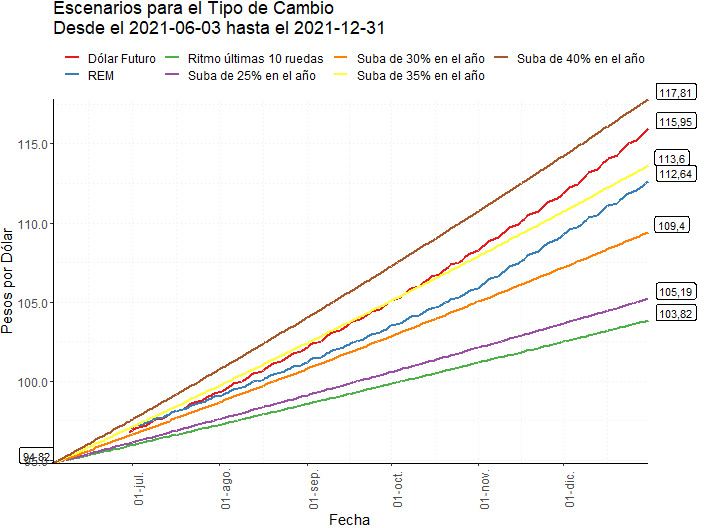 Escenarios para el Tipo de Cambio
Desde el 2021-06-03 hasta el 2021-12-31
Dólar Futuro
Ritmo últimas 10 ruedas
Suba de 30% en el año
Suba de 40% en el año
REM
Suba de 25% en el año
Suba de 35% en el año
117,81
115,95
115.0
113,6
112,64
110.0
109,4
105,19
105.0
103,82
100.0
94,82
95.0
Pesos por Dólar
01-jul.
01-ago.
01-sep.
01-oct.
01-nov.
01-dic.
Fecha